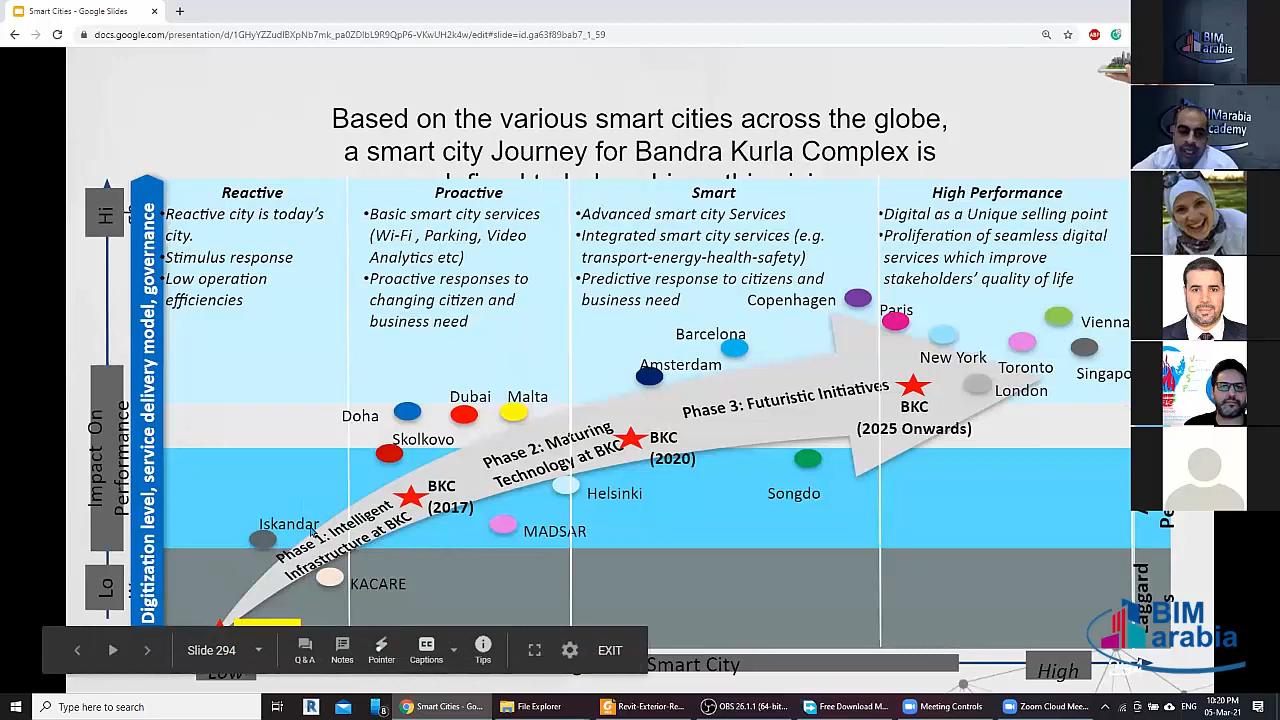 Smart Cities - Google Slides
docs.google.com/presentation/d/1GHyYZZudIBXpNb7mk_pa0ZDIbL9R9QpP6-VKwUH2k4w/edit#slide=id.ga63f89bab7_1_59
Based on the various smart cities across the globe,
a smart city Journey for Bandra Kurla Complex is
Reactive
•Reactive city is today's
city.
•Stimulus response
•Low operation
efficiencies
Proactive
•Basic smart city services
(Wi-Fi , Parking, Video
Analytics etc)
•Proactive responses to
changing citizen and
business need
Smart
•Advanced smart city Services
•Integrated smart city services (e.g.
transport-energy-health-safety)
•Predictive response to citizens and
business need
High Performance
•Digital as a Unique selling point
•Proliferation of seamless digital
services which improve
stakeholders' quality of life
Hi
Impact On
Performance
Lo
Digitization level, service delivery model, governance
Copenhagen
Paris
Vienna
Barcelona
New York
Singapo
Amsterdam
Toronto
London
Dubai
Malta
Doha
Skolkovo
Phase 3: Futuristic Initiatives
BKC
(2025 Onwards)
Phase 2: Maturing
Technology at BKC
BKC
(2020)
BKC
(2017)
Helsinki
Songdo
Iskandar
MADSAR
Phase 1: Intelligent
Infrastructure at BKC
KACARE
Laggard
Slide 294
Q & A
Notes
Pointer
Captions
Tips
EXIT
Low
Smart City
High
BIM
arabia
BIM
arabia
BIMarabia
Academy
Type here to search
Smart Cities - Goo...
File Explorer
Revit-Exterior-Re...
OBS 26.1.1 (64-bit...
Free Download M...
Meeting Controls
Zoom Cloud Mee...
10:20 PM
05-Mar-21